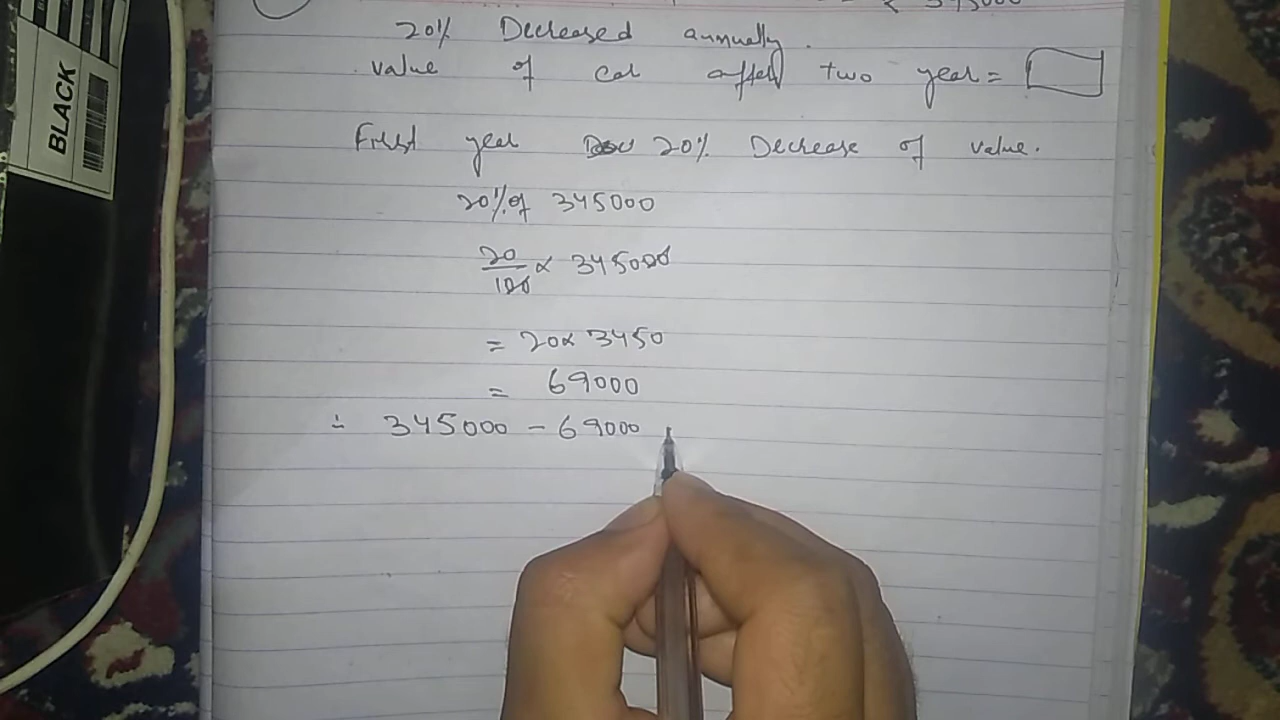 345000
20% Decreased annually.
value of car after two year =
First year 20% Decrease of value.
20% of 345000
20/100 × 345000
= 20 × 3450
= 69000
∴ 345000 - 69000
BLACK